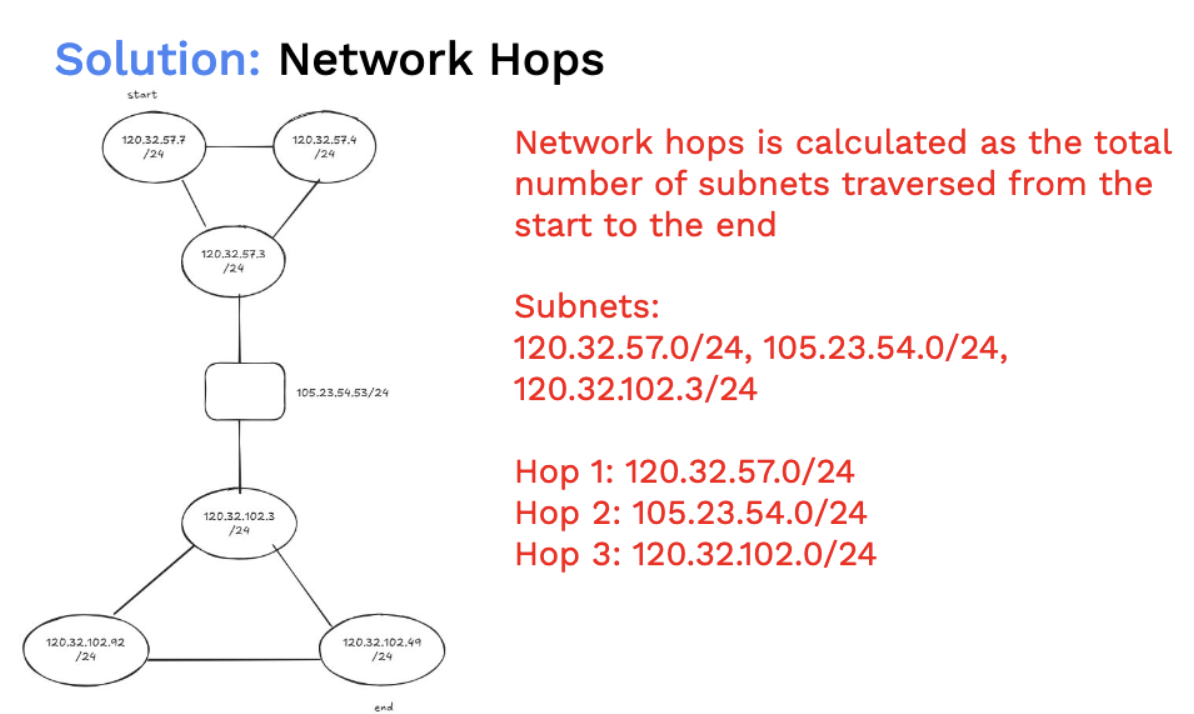 Solution: Network Hops
start
120.32.57.7
/24
120.32.57.4
/24
120.32.57.3
/24
105.23.54.53/24
120.32.102.3
/24
120.32.102.92
/24
120.32.102.49
/24
end
Network hops is calculated as the total
number of subnets traversed from the
start to the end
Subnets:
120.32.57.0/24, 105.23.54.0/24,
120.32.102.3/24
Hop 1: 120.32.57.0/24
Hop 2: 105.23.54.0/24
Hop 3: 120.32.102.0/24